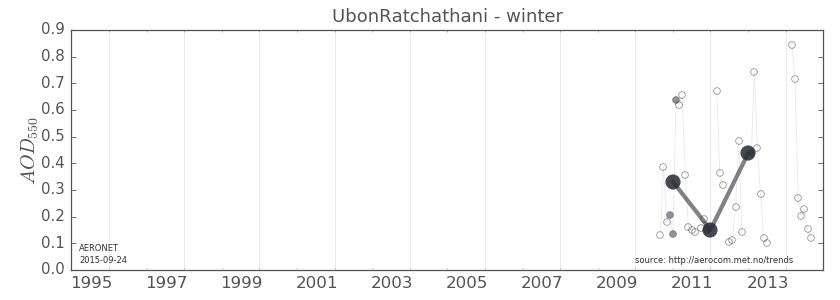 UbonRatchathani - winter
0.9
0.8
0.7
0.6
0.5
0.4
0.3
0.2
0.1
0.0
AOD550
AERONET
2015-09-24
source: http://aerocom.met.no/trends
1995 1997 1999 2001 2003 2005 2007 2009 2011 2013